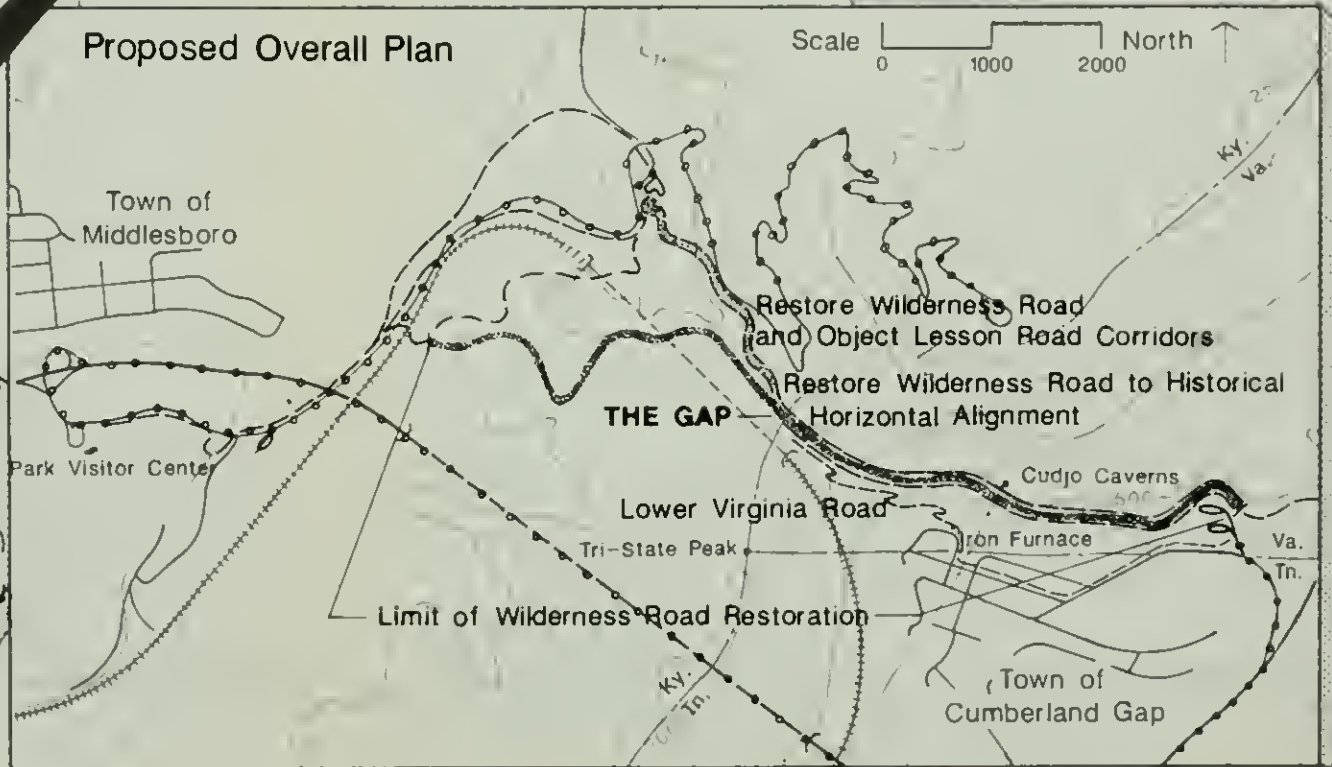 Proposed Overall Plan
Scale
0 1000 2000
North
Ky.
Va.
Town of
Middlesboro
Restore Wilderness Road
and Object Lesson Road Corridors
Restore Wilderness Road to Historical
Horizontal Alignment
THE GAP
Park Visitor Center
Cudjo Caverns
Lower Virginia Road
Iron Furnace
Tri-State Peak
Va.
Tn.
Limit of Wilderness Road Restoration
Ky.
Tn.
Town of
Cumberland Gap